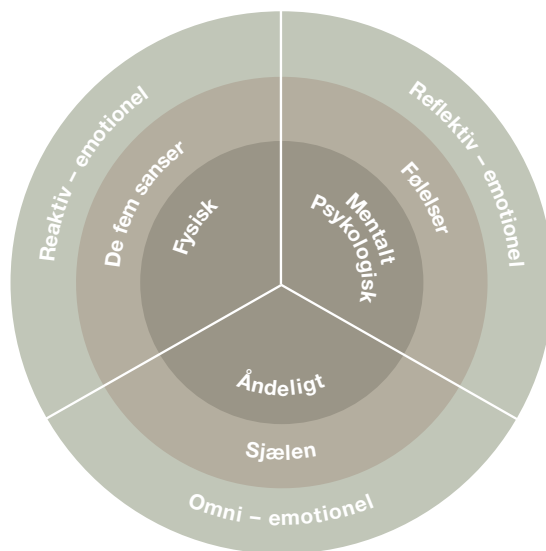 Reaktiv – emotionel
De fem sanser
Fysisk
Reflektiv – emotionel
Følelser
Mentalt
Psykologisk
Åndeligt
Sjælen
Omni – emotionel